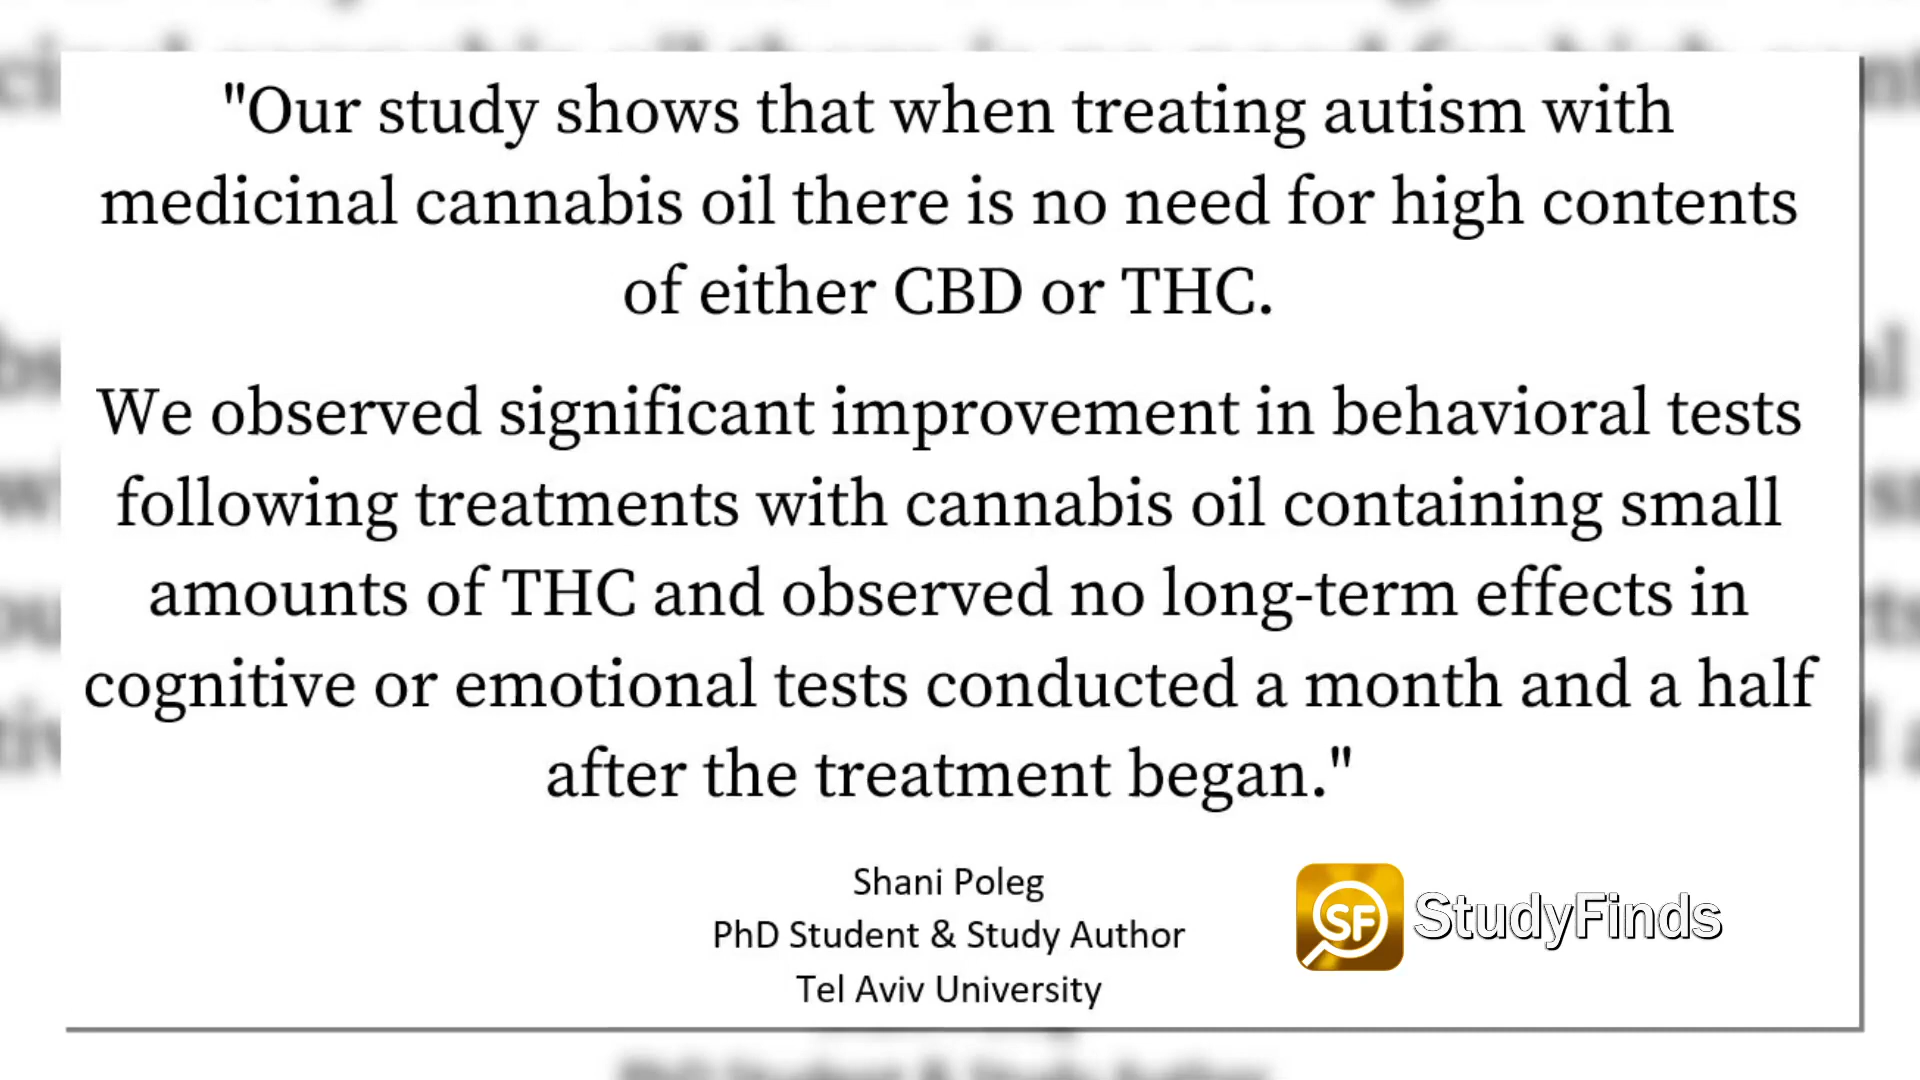 "Our study shows that when treating autism with
medicinal cannabis oil there is no need for high contents
of either CBD or THC.
We observed significant improvement in behavioral tests
following treatments with cannabis oil containing small
amounts of THC and observed no long-term effects in
cognitive or emotional tests conducted a month and a half
after the treatment began."
Shani Poleg
PhD Student & Study Author
Tel Aviv University
SF StudyFinds